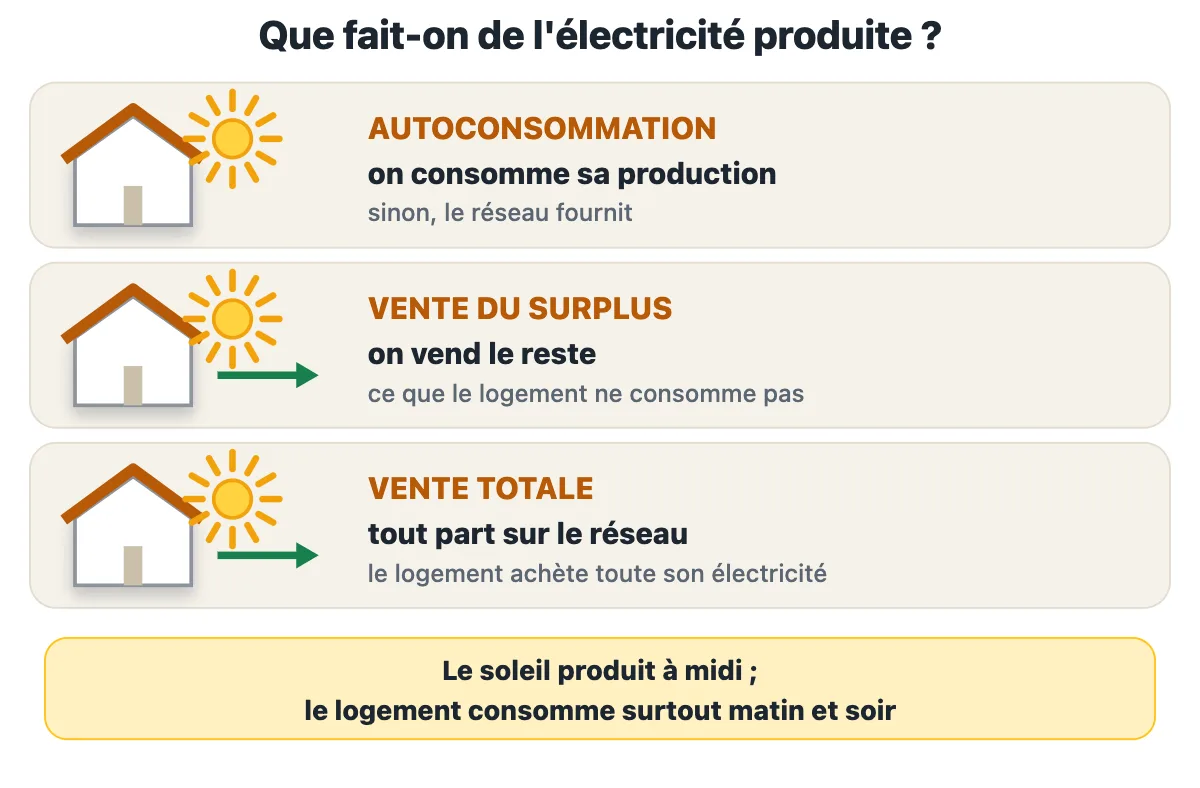 Que fait-on de l'électricité produite ?
AUTOCONSOMMATION
on consomme sa production
sinon, le réseau fournit
VENTE DU SURPLUS
on vend le reste
ce que le logement ne consomme pas
VENTE TOTALE
tout part sur le réseau
le logement achète toute son électricité
Le soleil produit à midi ;
le logement consomme surtout matin et soir